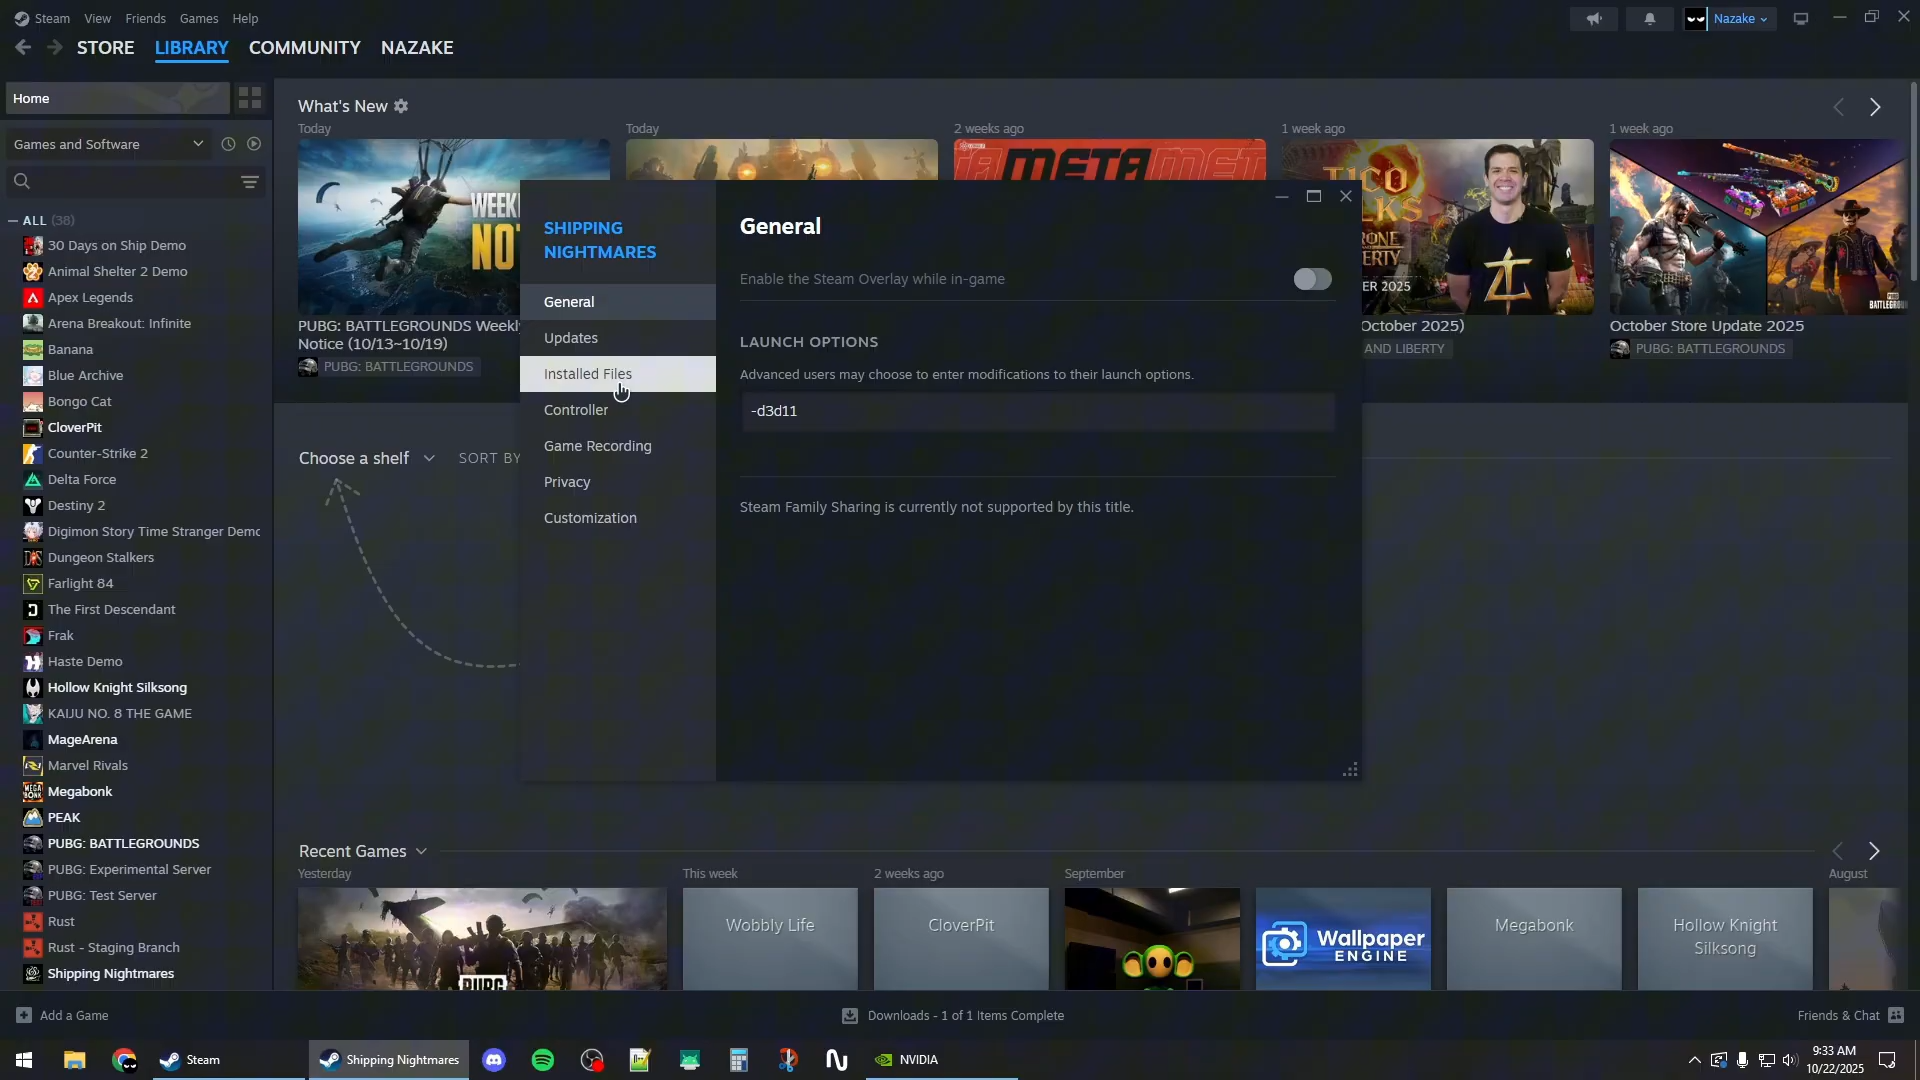 Steam View Friends Games Help
Nazake
STORE LIBRARY COMMUNITY NAZAKE
Home
Games and Software
ALL (38)
30 Days on Ship Demo
Animal Shelter 2 Demo
Apex Legends
Arena Breakout: Infinite
Banana
Blue Archive
Bongo Cat
CloverPit
Counter-Strike 2
Delta Force
Destiny 2
Digimon Story Time Stranger Demo
Dungeon Stalkers
Farlight 84
The First Descendant
Frak
Haste Demo
Hollow Knight Silksong
KAIJU NO. 8 THE GAME
MageArena
Marvel Rivals
Megabonk
PEAK
PUBG: BATTLEGROUNDS
PUBG: Experimental Server
PUBG: Test Server
Rust
Rust - Staging Branch
Shipping Nightmares
What's New
Today
Today
2 weeks ago
1 week ago
1 week ago
PUBG: BATTLEGROUNDS Weekly
Notice (10/13~10/19)
PUBG: BATTLEGROUNDS
META
ER 2025
October 2025)
AND LIBERTY
BATTLEGROU
October Store Update 2025
PUBG: BATTLEGROUNDS
SHIPPING
NIGHTMARES
General
Updates
Installed Files
Controller
Game Recording
Privacy
Customization
General
Enable the Steam Overlay while in-game
LAUNCH OPTIONS
Advanced users may choose to enter modifications to their launch options.
-d3d11
Steam Family Sharing is currently not supported by this title.
Choose a shelf SORT BY
Recent Games
Yesterday
This week
2 weeks ago
September
August
PUBG
Wobbly Life
CloverPit
Wallpaper
ENGINE
Megabonk
Hollow Knight
Silksong
Add a Game
Downloads - 1 of 1 Items Complete
Friends & Chat
Steam
Shipping Nightmares
NVIDIA
9:33 AM
10/22/2025